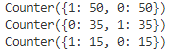 Counter({1: 50, 0: 50})
Counter({0: 35, 1: 35})
Counter({1: 15, 0: 15})